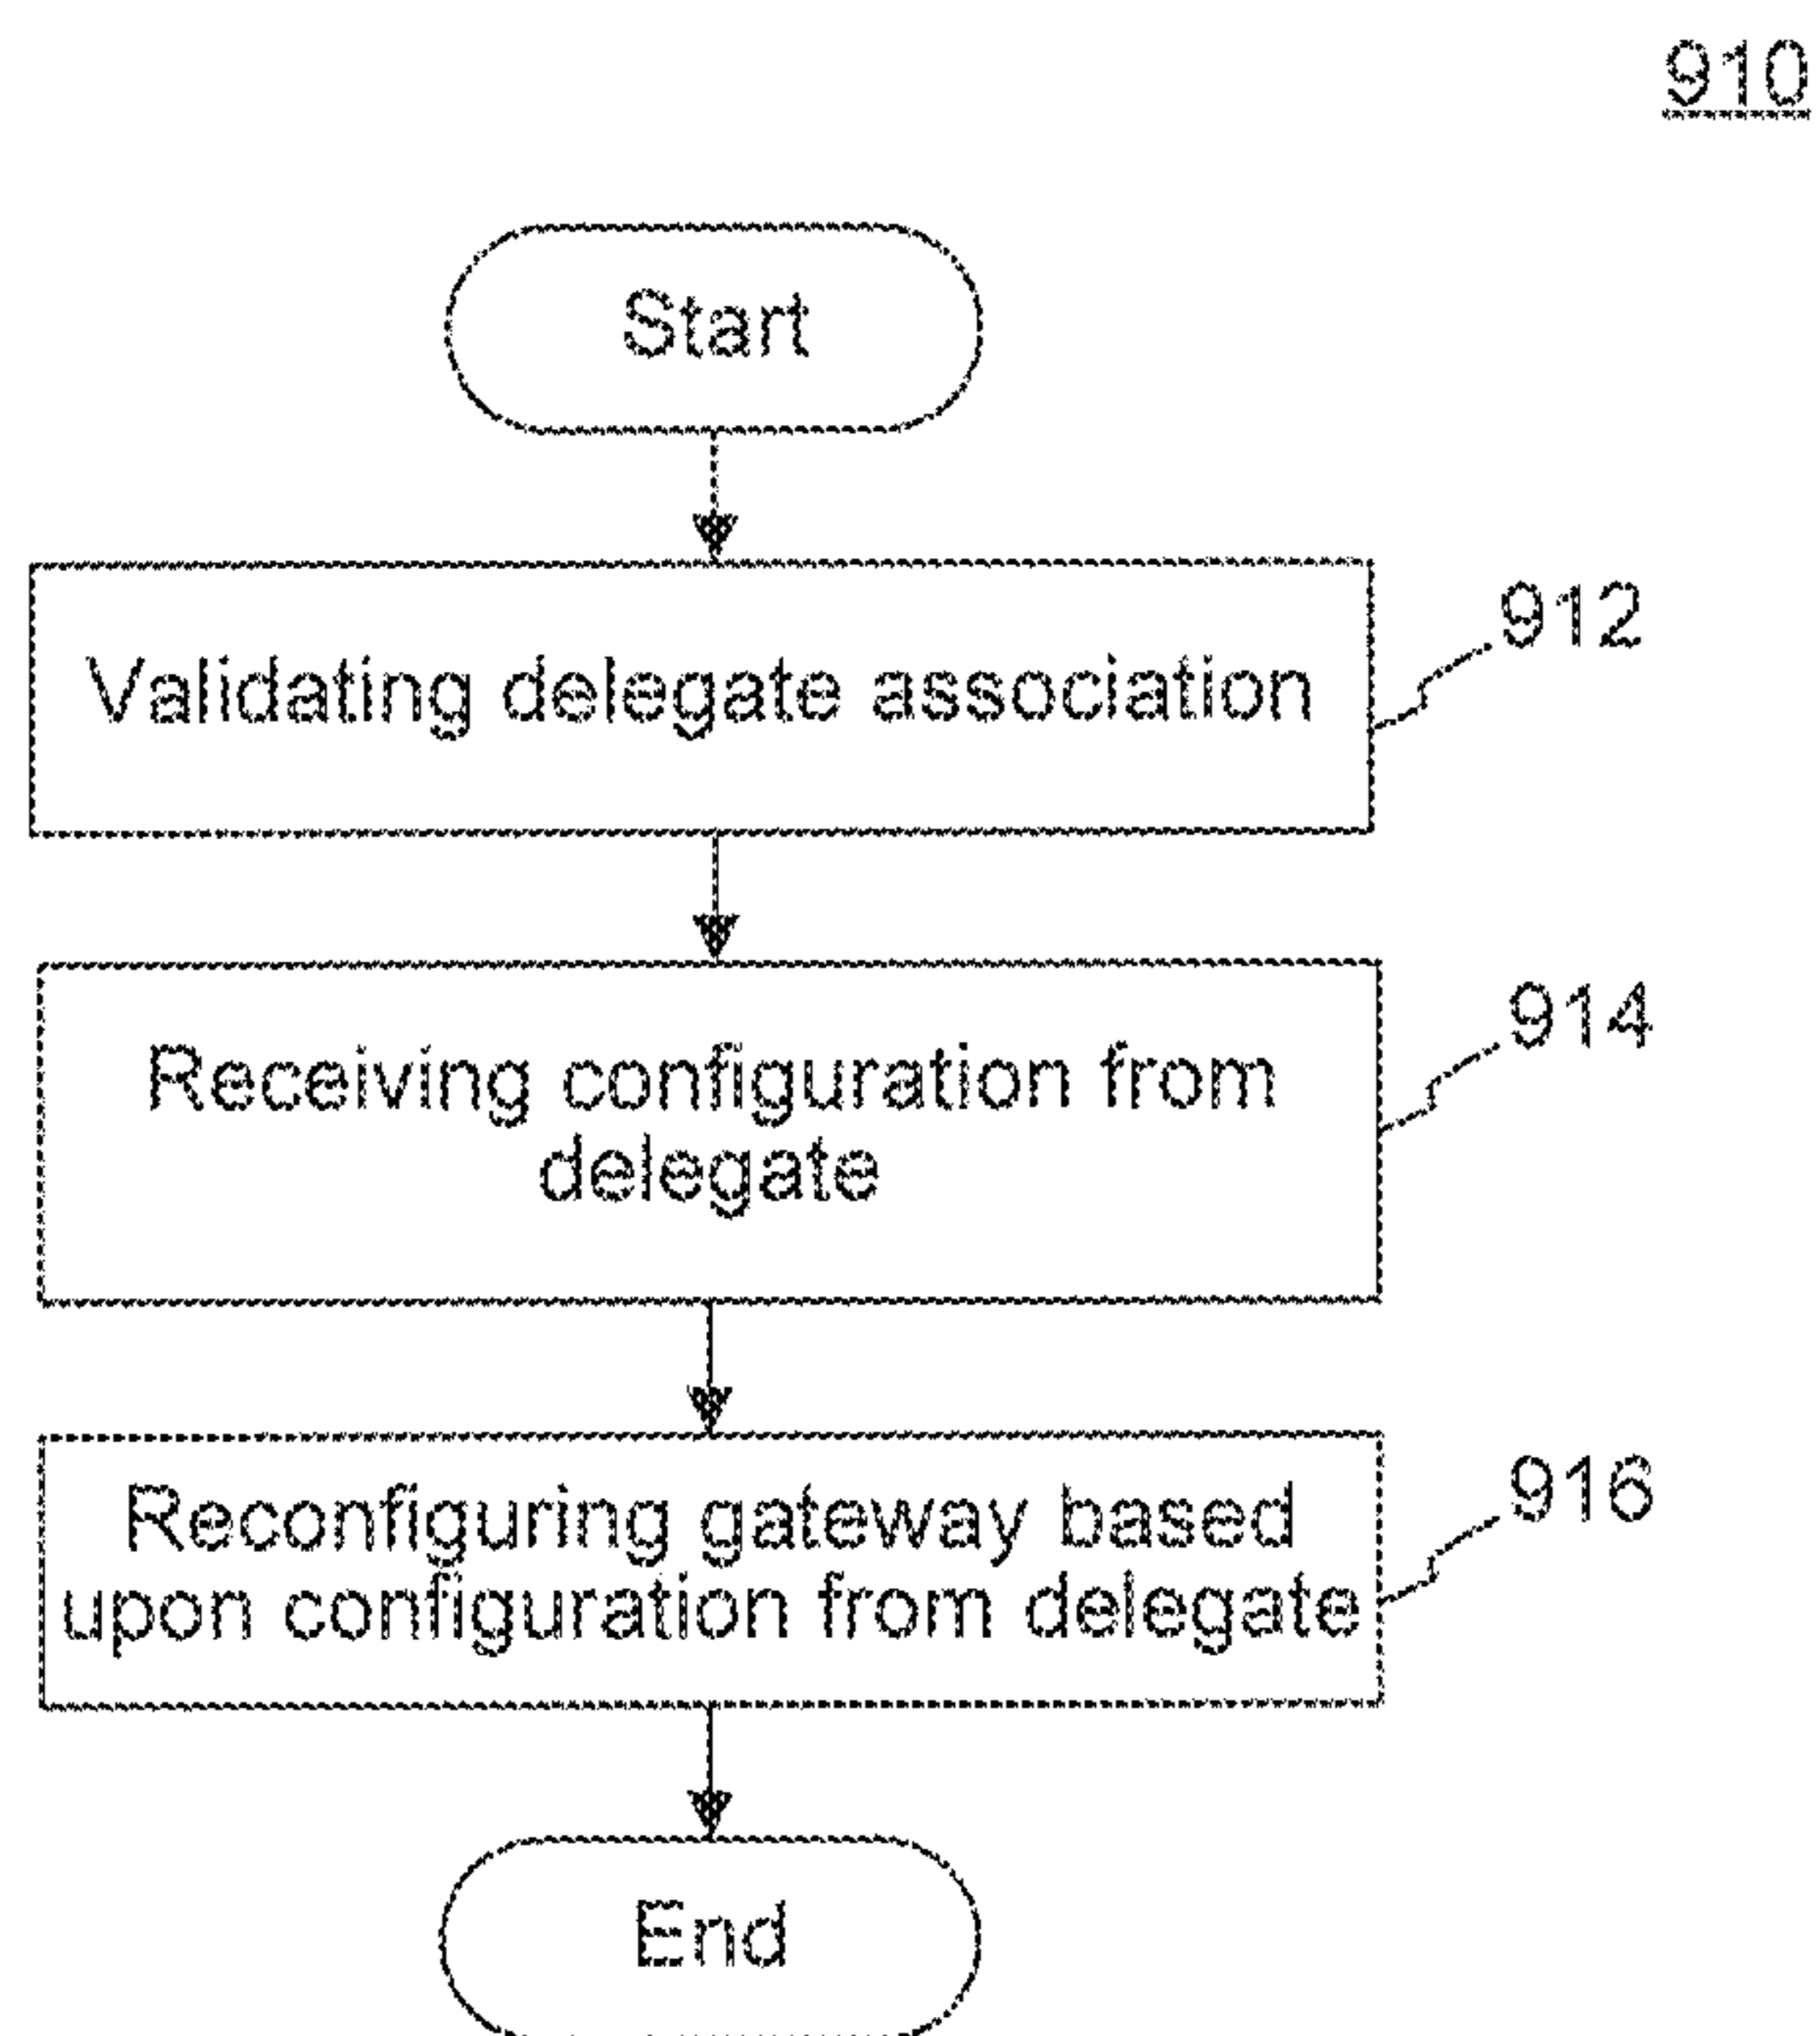 910
Start
Validating delegate association
912
Receiving configuration from
delegate
914
Reconfiguring gateway based
upon configuration from delegate
916
End